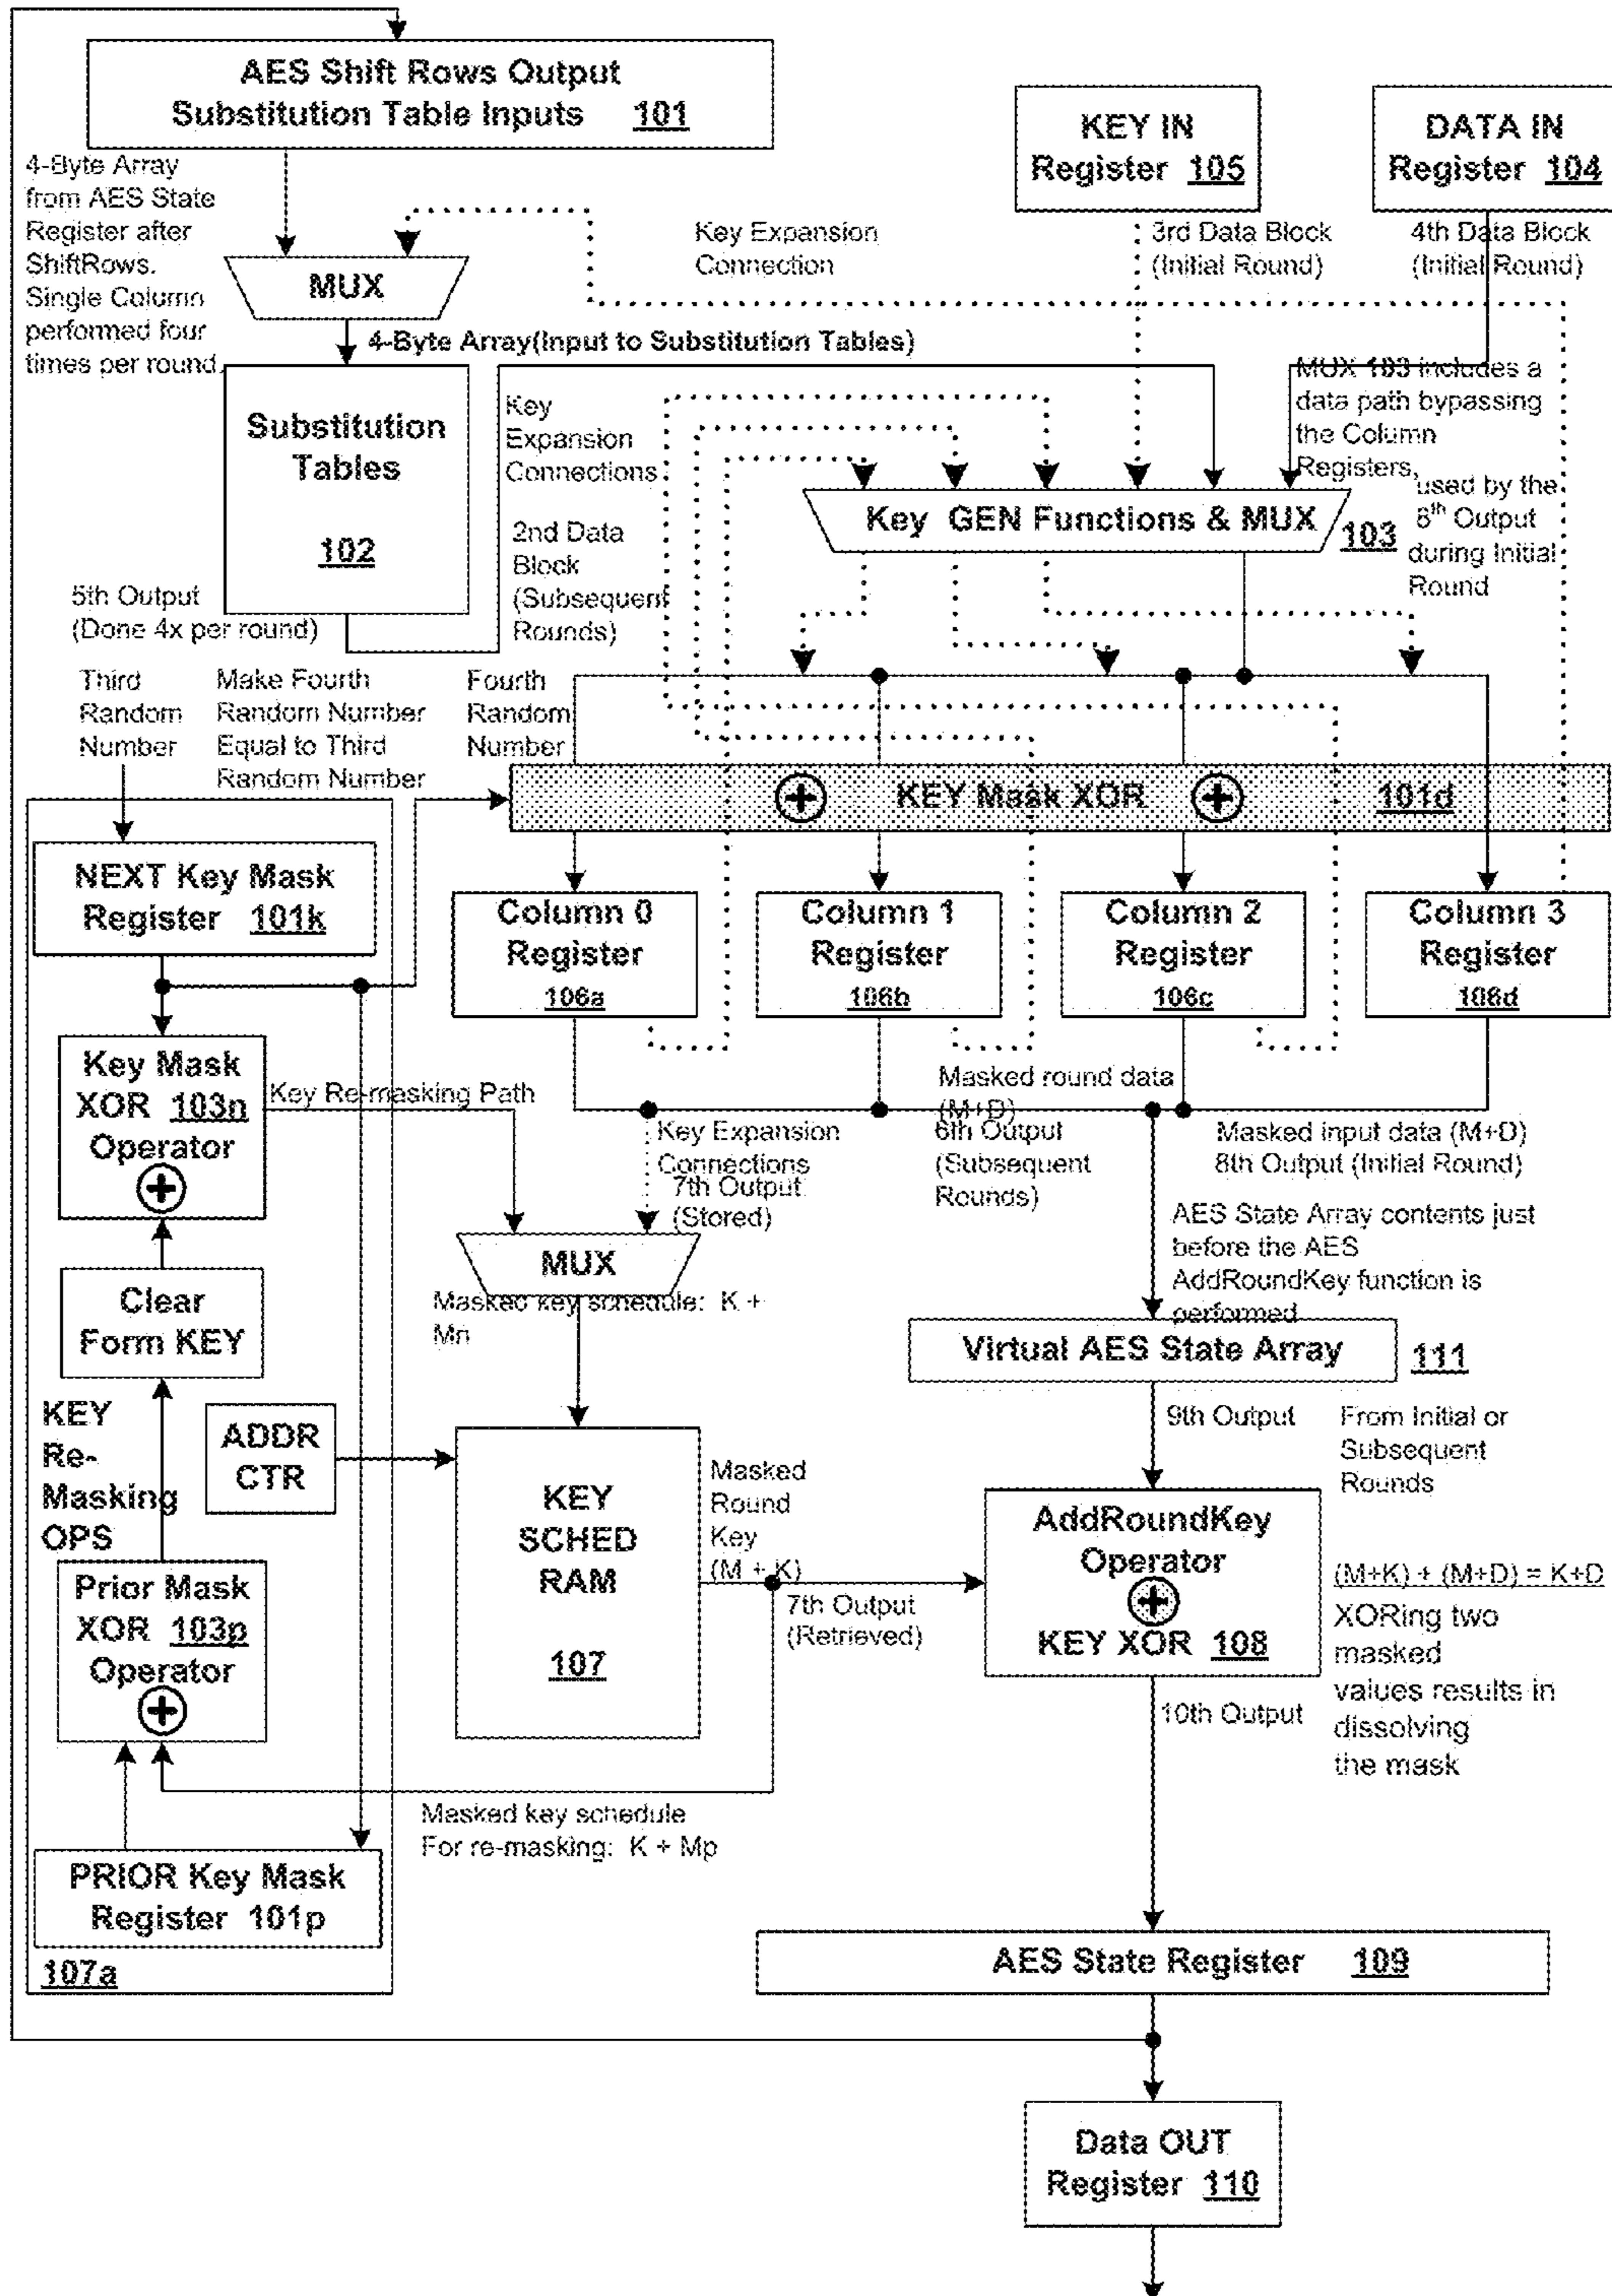 AES Shift Rows Output
Substitution Table Inputs 101
KEY IN
Register 105
DATA IN
Register 104
4-Byte Array
from AES State
Register after
ShiftRows.
Single Column
performed four
times per round.
MUX
Key Expansion
Connection
3rd Data Block
(Initial Round)
4th Data Block
(Initial Round)
4-Byte Array(Input to Substitution Tables)
Substitution
Tables
102
Key
Expansion
Connections
2nd Data
Block
(Subsequent
Rounds)
MUX 103 includes a
data path bypassing
the Column
Registers,
used by the
8th Output
during Initial
Round
Key GEN Functions & MUX
103
5th Output
(Done 4x per round)
Third
Random
Number
Make Fourth
Random Number
Equal to Third
Random Number
Fourth
Random
Number
KEY Mask XOR
101d
NEXT Key Mask
Register 101k
Column 0
Register
106a
Column 1
Register
106b
Column 2
Register
106c
Column 3
Register
106d
Key Mask
XOR 103n
Operator
Key Re-masking Path
Masked round data
(M+D)
6th Output
(Subsequent
Rounds)
Key Expansion
Connections
7th Output
(Stored)
Masked input data (M+D)
8th Output (Initial Round)
AES State Array contents just
before the AES
AddRoundKey function is
performed
MUX
Masked key schedule: K +
Mn
Clear
Form KEY
Virtual AES State Array
111
9th Output
From Initial or
Subsequent
Rounds
KEY
Re-
Masking
OPS
ADDR
CTR
KEY
SCHED
RAM
107
Masked
Round
Key
(M + K)
7th Output
(Retrieved)
AddRoundKey
Operator
KEY XOR 108
(M+K) + (M+D) = K+D
XORing two
masked
values results in
dissolving
the mask
Prior Mask
XOR 103p
Operator
10th Output
Masked key schedule
For re-masking: K + Mp
PRIOR Key Mask
Register 101p
107a
AES State Register 109
Data OUT
Register 110